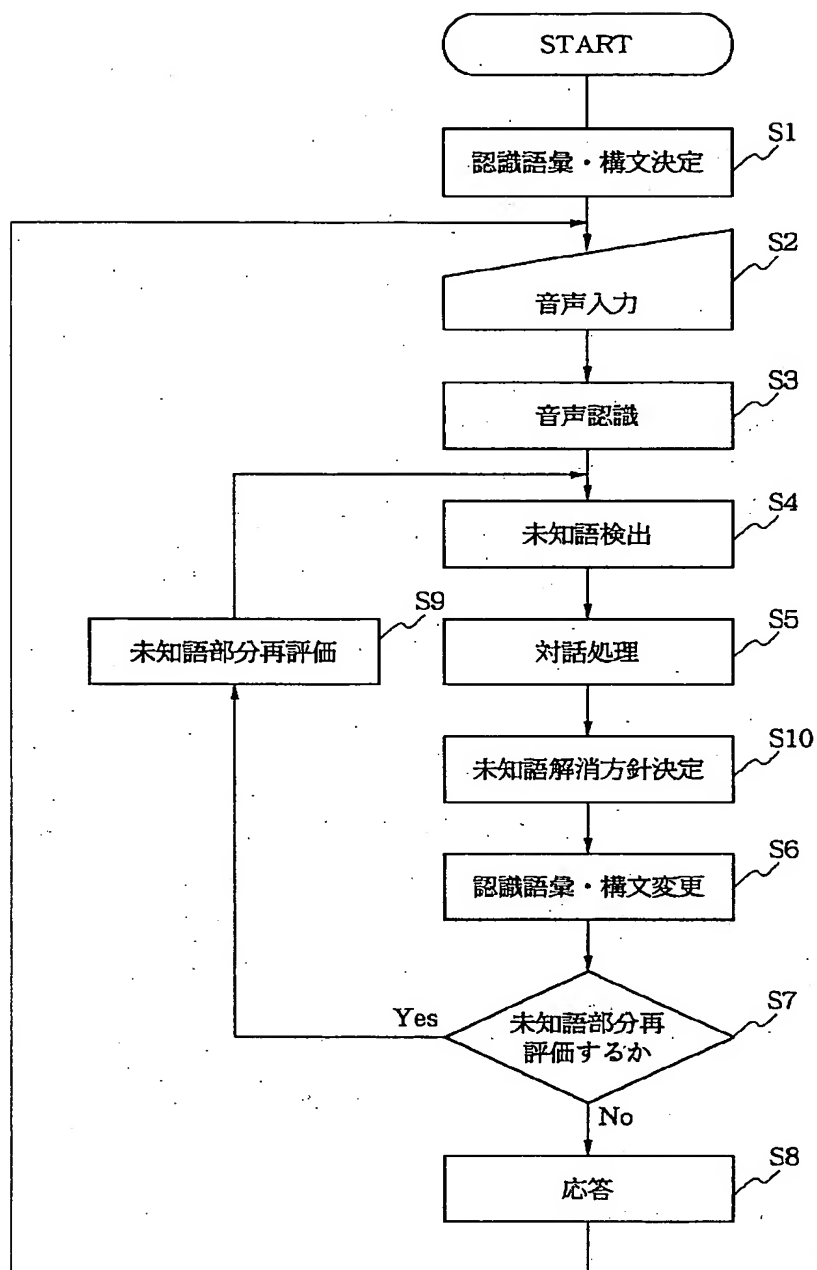 START
認識語彙・構文決定
S1
音声入力
S2
音声認識
S3
未知語検出
S4
未知語部分再評価
S9
対話処理
S5
未知語解消方針決定
S10
認識語彙・構文変更
S6
未知語部分再
評価するか
S7
Yes
No
応答
S8